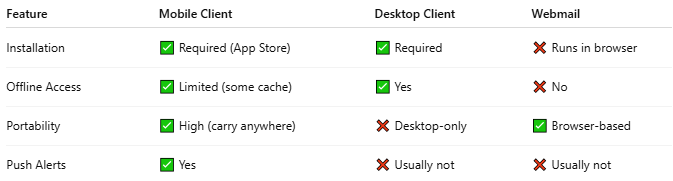 Feature Mobile Client Desktop Client Webmail
Installation ✅ Required (App Store) ✅ Required ❌ Runs in browser
Offline Access ✅ Limited (some cache) ✅ Yes ❌ No
Portability ✅ High (carry anywhere) ❌ Desktop-only ✅ Browser-based
Push Alerts ✅ Yes ❌ Usually not ❌ Usually not